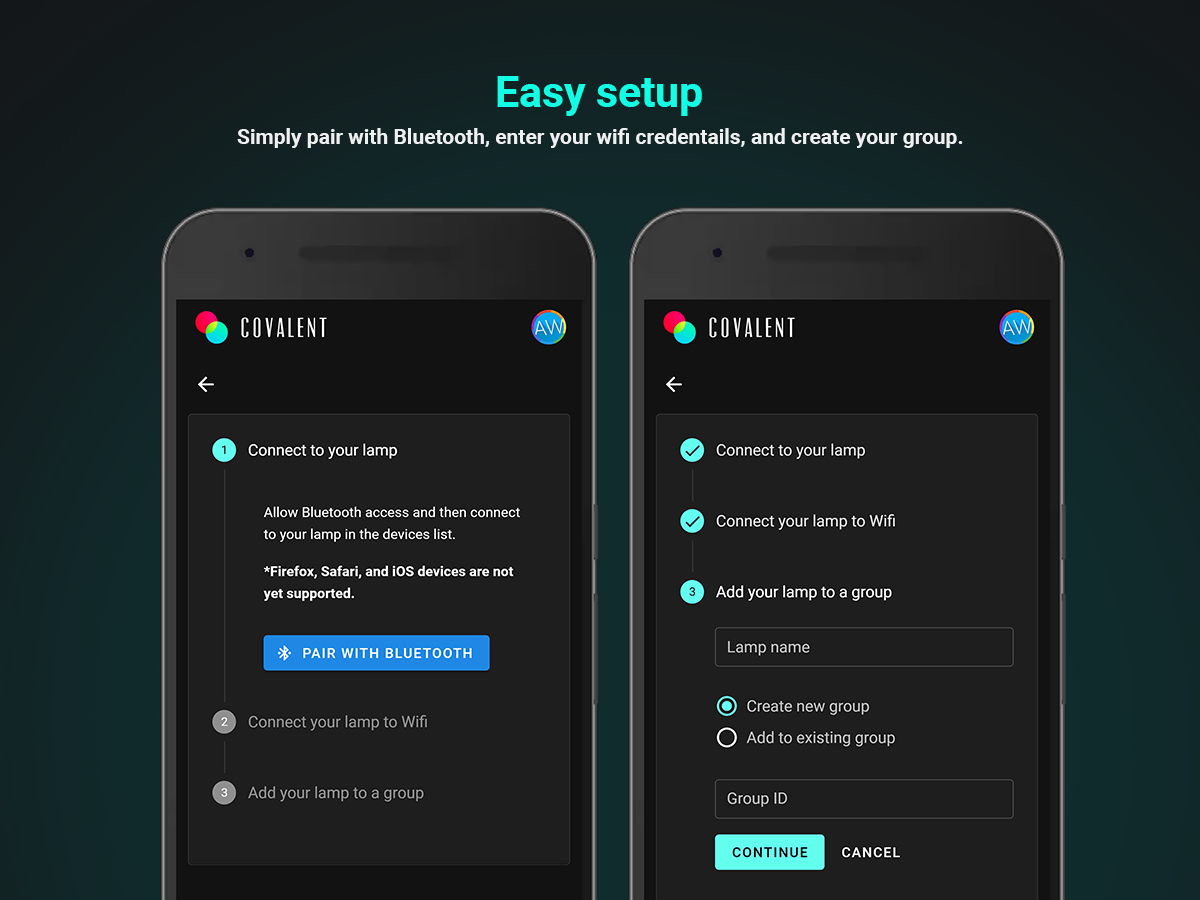 Easy setup
Simply pair with Bluetooth, enter your wifi credentails, and create your group.
COVALENT
AW
1
Connect to your lamp
Allow Bluetooth access and then connect
to your lamp in the devices list.
*Firefox, Safari, and iOS devices are not
yet supported.
PAIR WITH BLUETOOTH
2
Connect your lamp to Wifi
3
Add your lamp to a group
COVALENT
AW
Connect to your lamp
Connect your lamp to Wifi
3
Add your lamp to a group
Lamp name
Create new group
Add to existing group
Group ID
CONTINUE
CANCEL